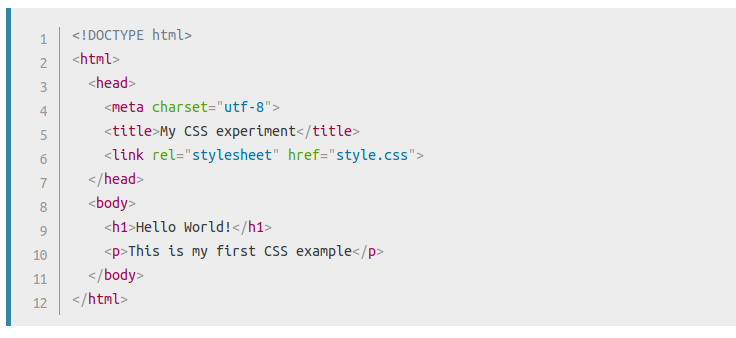 1 <!DOCTYPE html>
2 <html>
3   <head>
4     <meta charset="utf-8">
5     <title>My CSS experiment</title>
6     <link rel="stylesheet" href="style.css">
7   </head>
8   <body>
9     <h1>Hello World!</h1>
10     <p>This is my first CSS example</p>
11   </body>
12 </html>